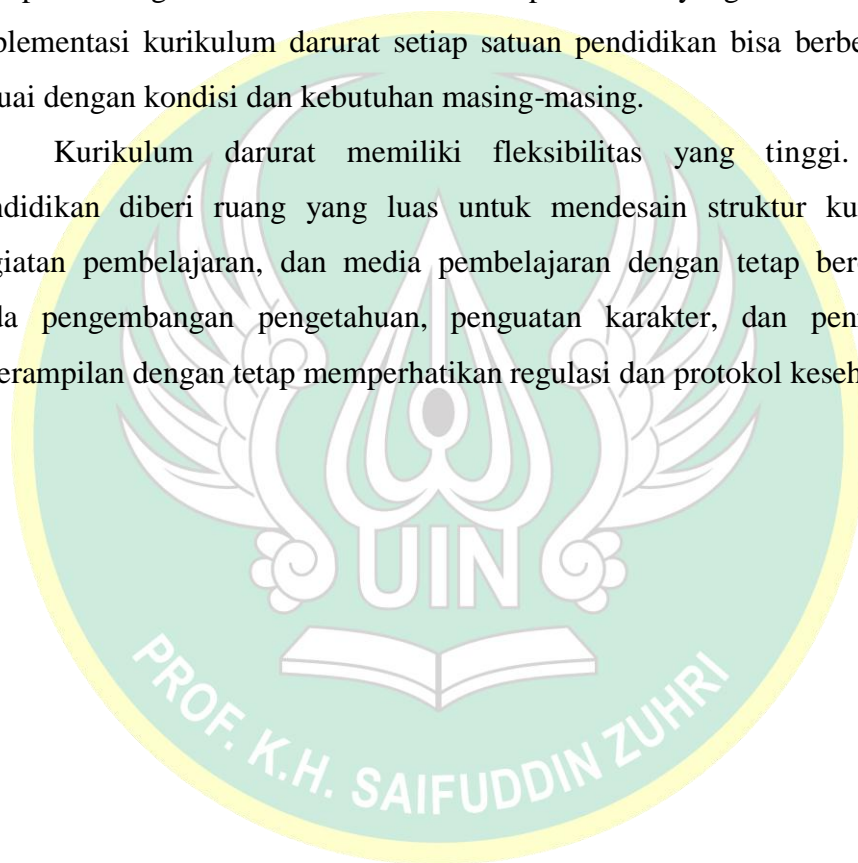 plementasi kurikulum darurat setiap satuan pendidikan bisa berbe
uai dengan kondisi dan kebutuhan masing-masing.
Kurikulum darurat memiliki fleksibilitas yang tinggi.
ndidikan diberi ruang yang luas untuk mendesain struktur ku
giatan pembelajaran, dan media pembelajaran dengan tetap ber
da pengembangan pengetahuan, penguatan karakter, dan pen
erampilan dengan tetap memperhatikan regulasi dan protokol keseh
UIN
PROF. K.H. SAIFUDDIN ZUHRI